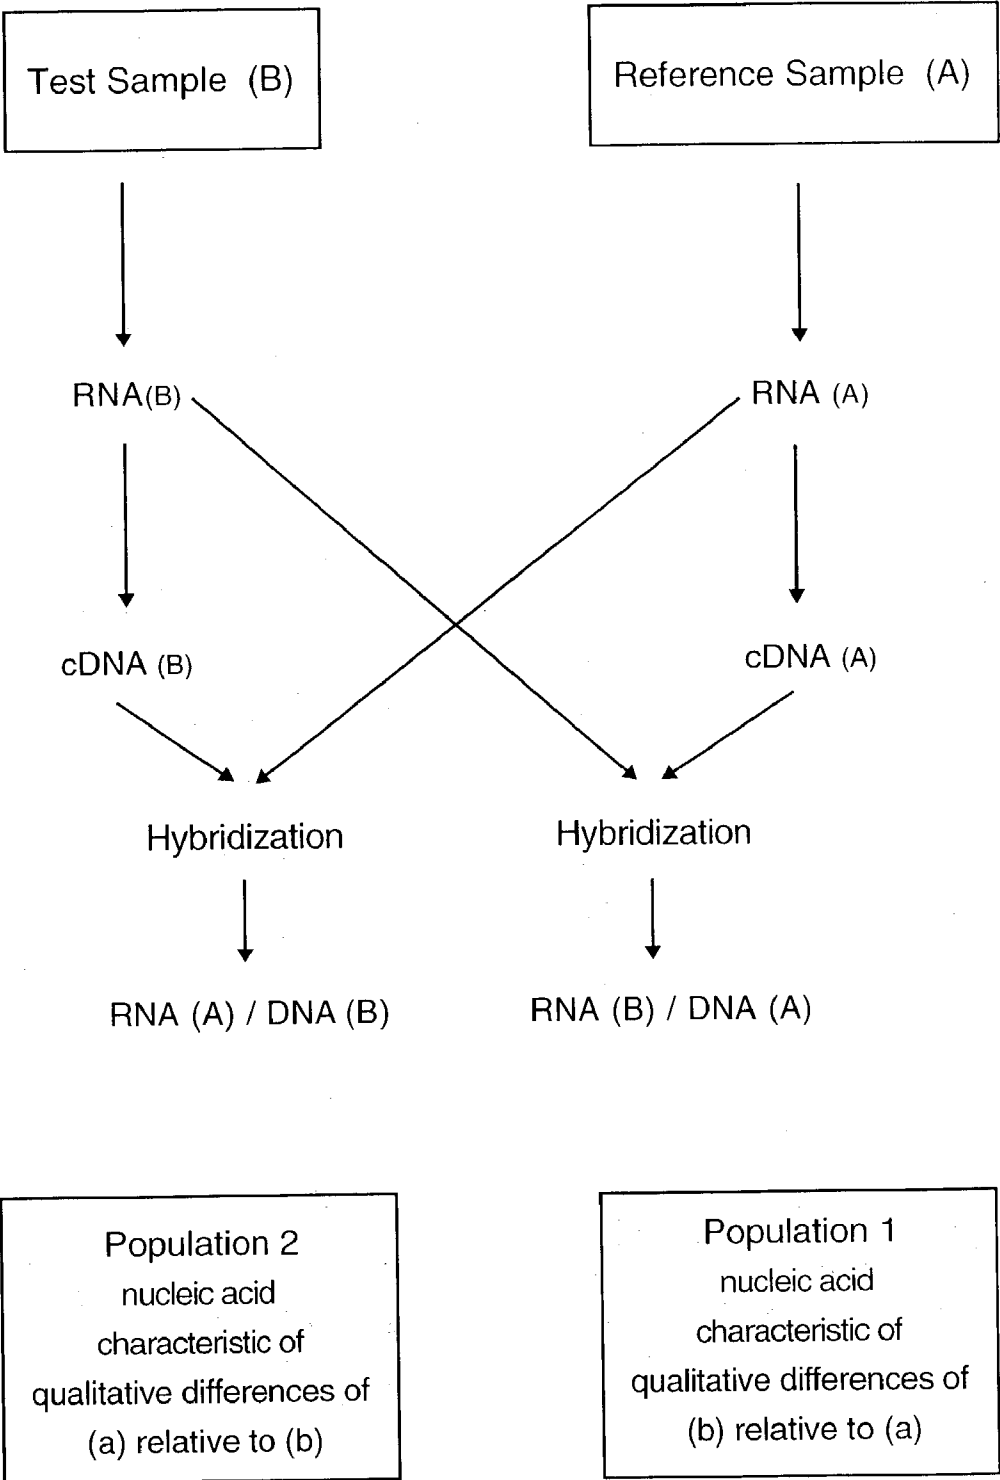 Test Sample (B)
Reference Sample (A)
RNA(B)
RNA (A)
cDNA (B)
cDNA (A)
Hybridization
Hybridization
RNA (A) / DNA (B)
RNA (B) / DNA (A)
Population 2
nucleic acid
characteristic of
qualitative differences of
(a) relative to (b)
Population 1
nucleic acid
characteristic of
qualitative differences of
(b) relative to (a)